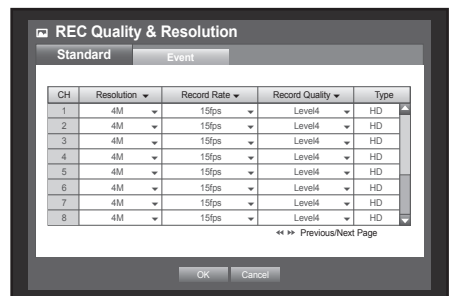 REC Quality & Resolution
Standard Event
CH Resolution Record Rate Record Quality Type
1 4M 15fps Level4 HD
2 4M 15fps Level4 HD
3 4M 15fps Level4 HD
4 4M 15fps Level4 HD
5 4M 15fps Level4 HD
6 4M 15fps Level4 HD
7 4M 15fps Level4 HD
8 4M 15fps Level4 HD
Previous/Next Page
OK Cancel